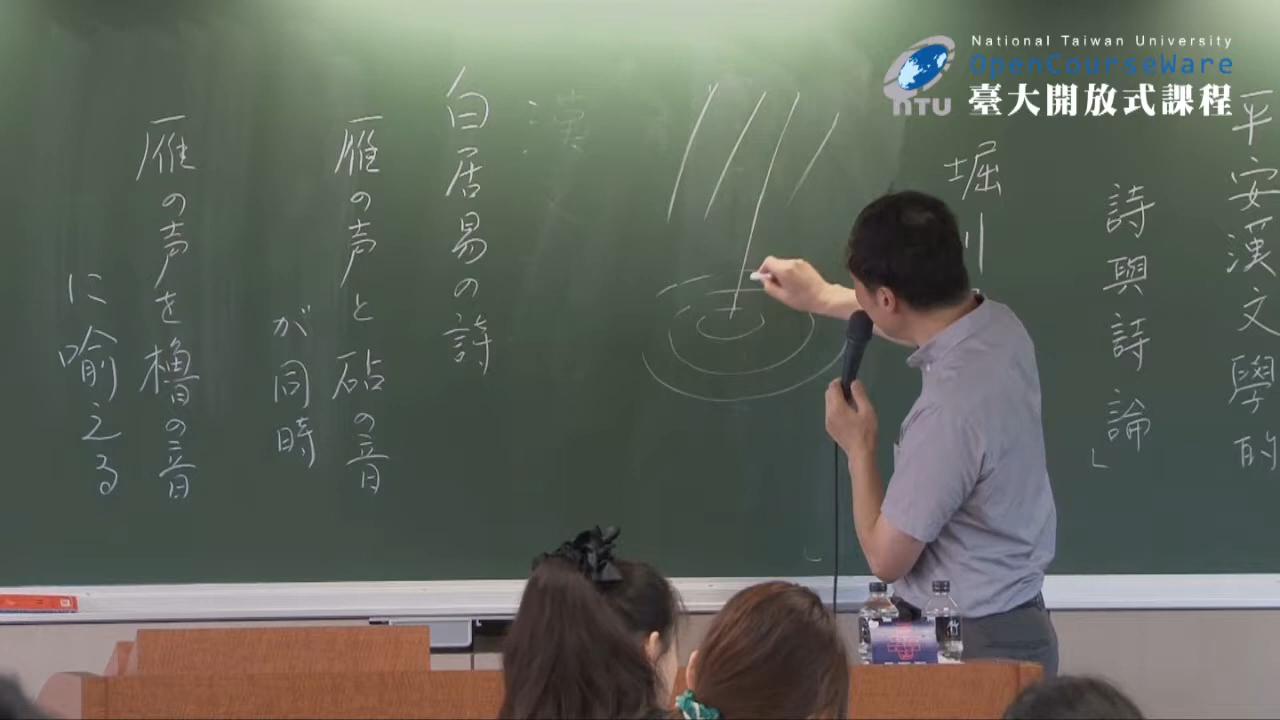 National Taiwan University
OpenCourseWare
NTU 臺大開放式課程
平安漢文學的
詩興詩論」
堀川
漢
白居易の詩
雁の声と砧の音
が同時
雁の声を櫓の音
に喩える